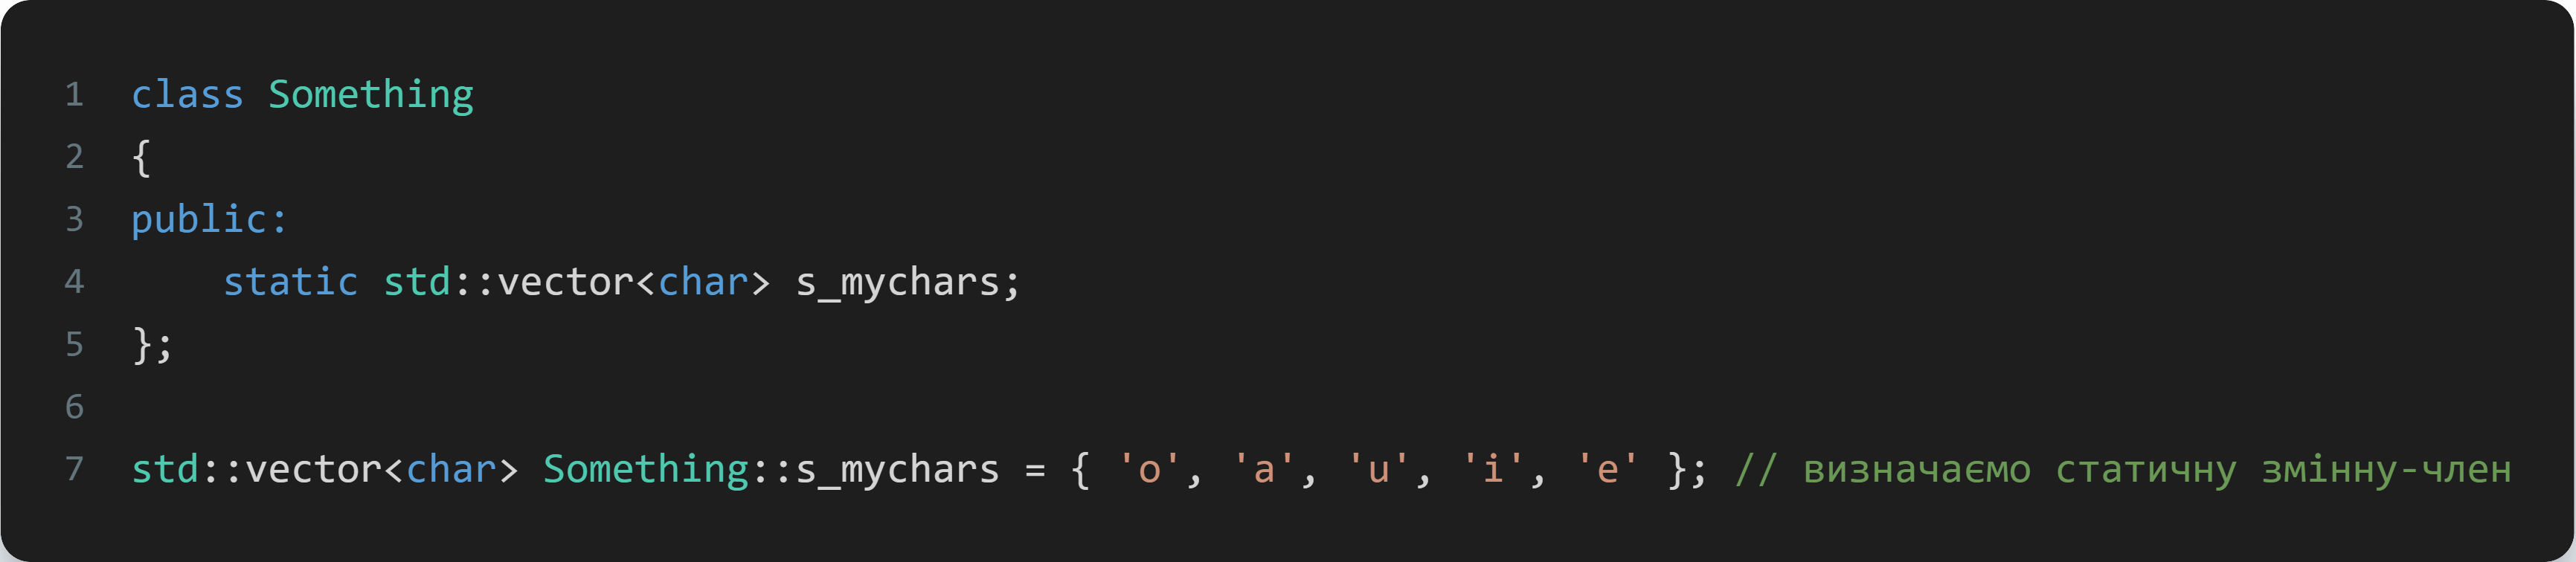 1 class Something
2 {
3 public:
4     static std::vector<char> s_mychars;
5 };
6
7 std::vector<char> Something::s_mychars = { 'o', 'a', 'u', 'i', 'e' }; // визначаємо статичну змінну-член